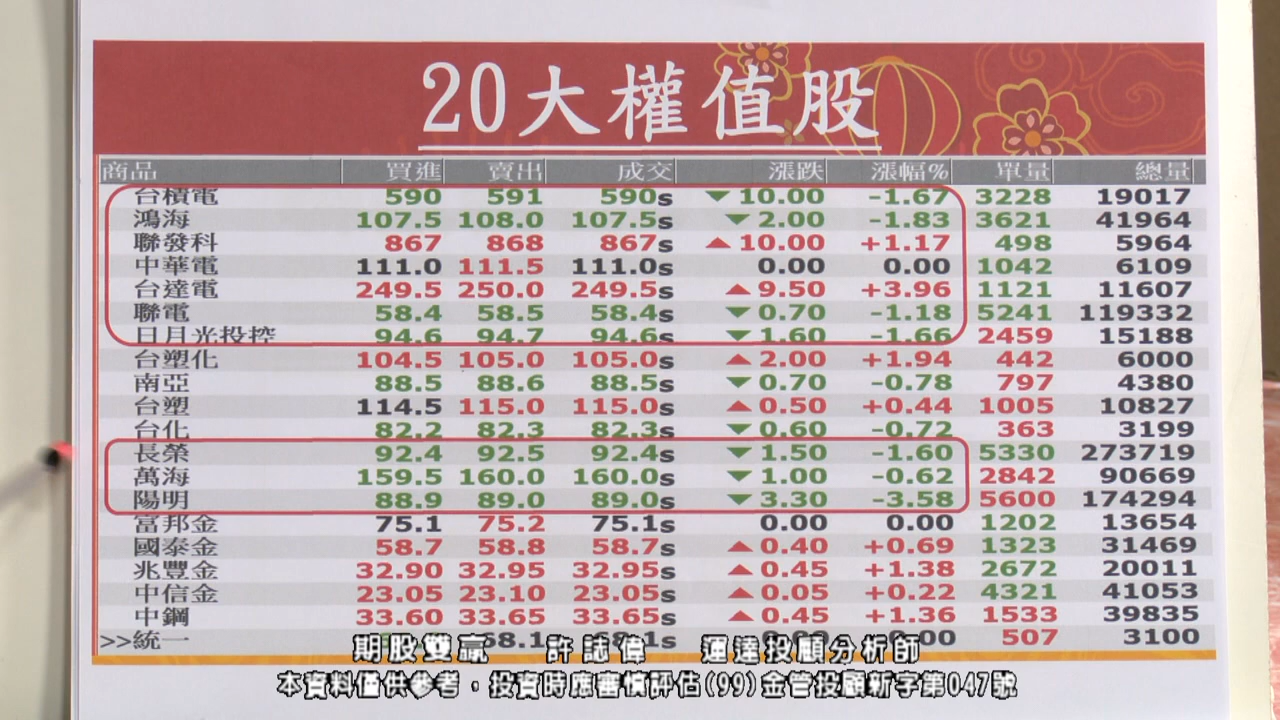 20大權值股
商品 買進 賣出 成交 漲跌 漲幅% 單量 總量
台積電 590 591 590s ▼10.00 -1.67 3228 19017
鴻海 107.5 108.0 107.5s ▼2.00 -1.83 3621 41964
聯發科 867 868 867s ▲10.00 +1.17 498 5964
中華電 111.0 111.5 111.0s 0.00 0.00 1042 6109
台達電 249.5 250.0 249.5s ▲9.50 +3.96 1121 11607
聯電 58.4 58.5 58.4s ▼0.70 -1.18 5241 119332
日月光投控 94.6 94.7 94.6s ▼1.60 -1.66 2459 15188
台塑化 104.5 105.0 105.0s ▲2.00 +1.94 442 6000
南亞 88.5 88.6 88.5s ▼0.70 -0.78 797 4380
台塑 114.5 115.0 115.0s ▲0.50 +0.44 1005 10827
台化 82.2 82.3 82.3s ▼0.60 -0.72 363 3199
長榮 92.4 92.5 92.4s ▼1.50 -1.60 5330 273719
萬海 159.5 160.0 160.0s ▼1.00 -0.62 2842 90669
陽明 88.9 89.0 89.0s ▼3.30 -3.58 5600 174294
富邦金 75.1 75.2 75.1s 0.00 0.00 1202 13654
國泰金 58.7 58.8 58.7s ▲0.40 +0.69 1323 31469
兆豐金 32.90 32.95 32.95s ▲0.45 +1.38 2672 20011
中信金 23.05 23.10 23.05s ▲0.05 +0.22 4321 41053
中鋼 33.60 33.65 33.65s ▲0.45 +1.36 1533 39835
>>統一 507 3100
期股雙贏 許誌偉 運達投顧分析師
本資料僅供參考，投資時應審慎評估(99)金管投顧新字第047號